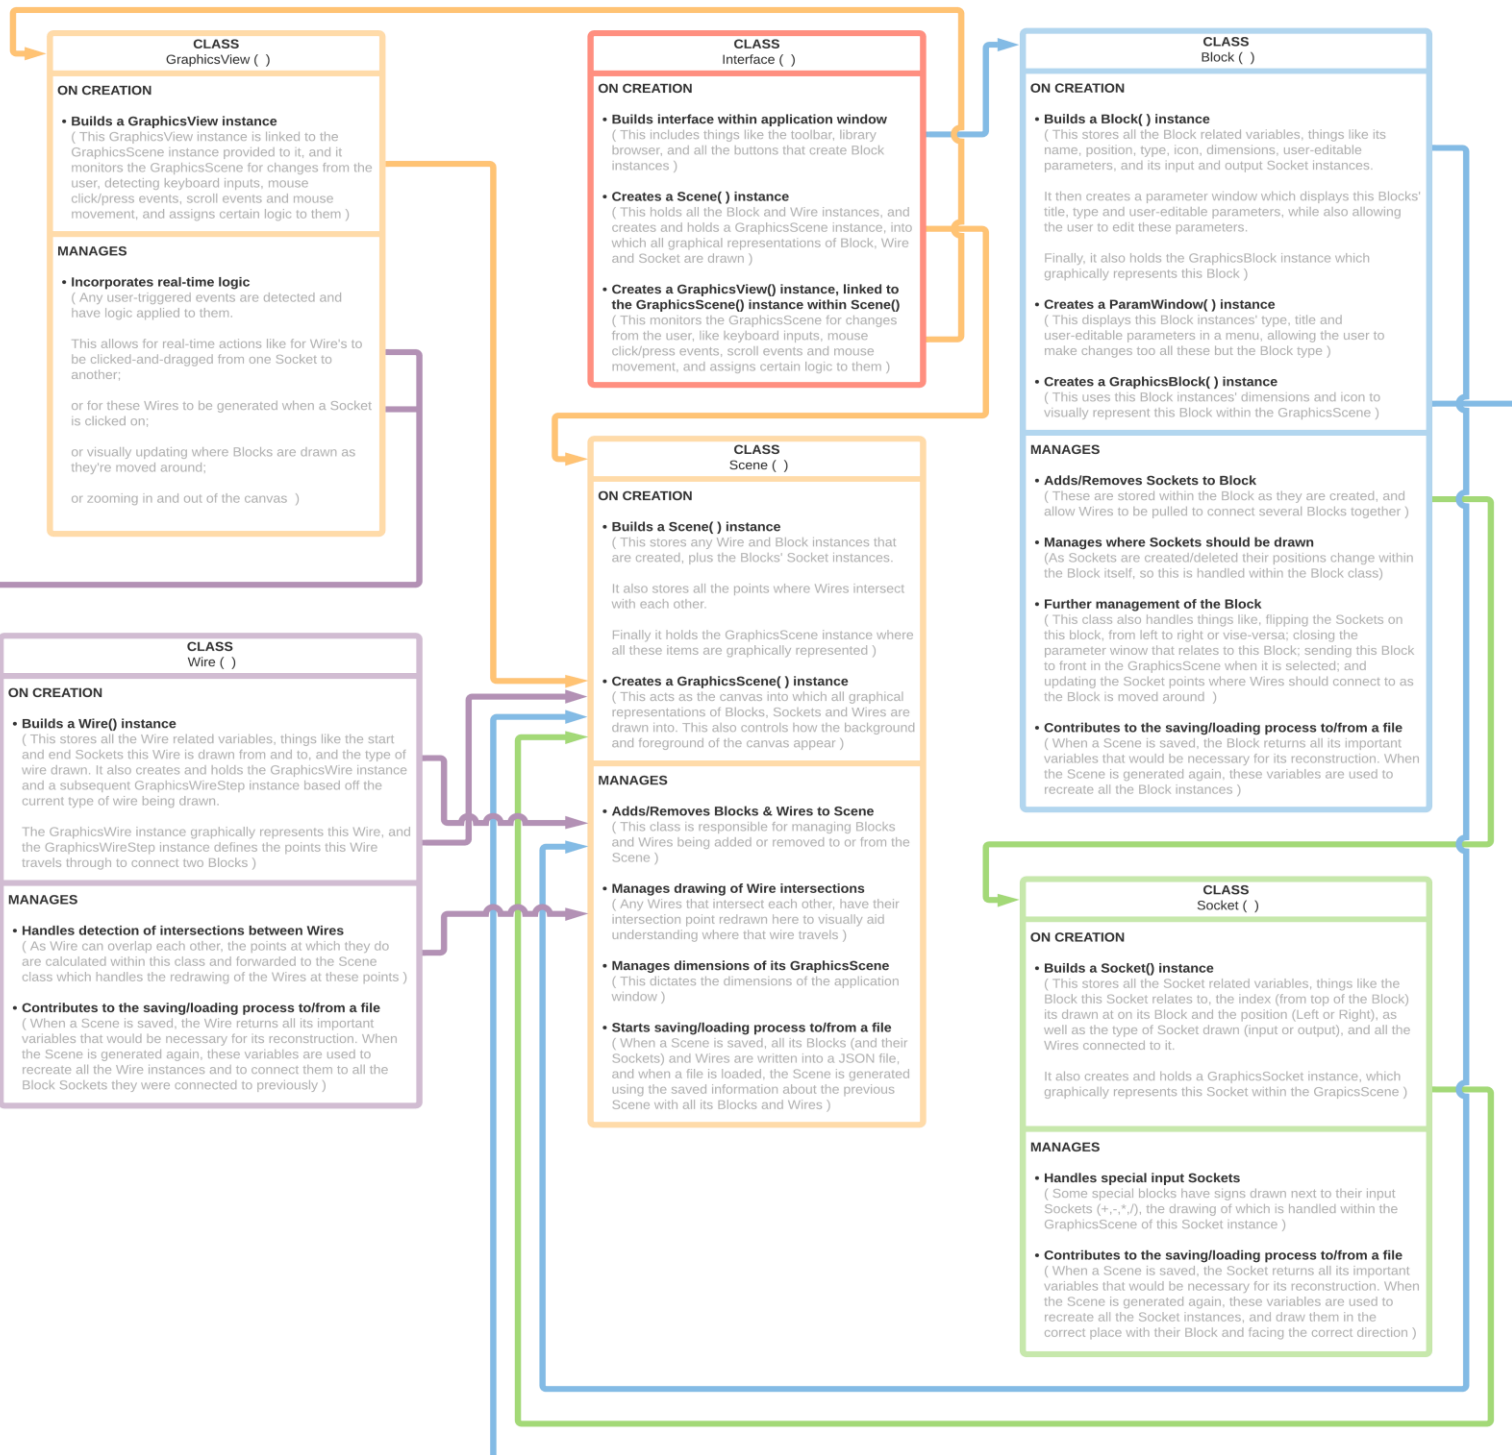 CLASS
GraphicsView ( )
ON CREATION
• Builds a GraphicsView instance
( This GraphicsView instance is linked to the
GraphicsScene instance provided to it, and it
monitors the GraphicsScene for changes from the
user, detecting keyboard inputs, mouse
click/press events, scroll events and mouse
movement, and assigns certain logic to them )
MANAGES
• Incorporates real-time logic
( Any user-triggered events are detected and
have logic applied to them.
This allows for real-time actions like for Wire's to
be clicked-and-dragged from one Socket to
another;
or for these Wires to be generated when a Socket
is clicked on;
or visually updating where Blocks are drawn as
they're moved around;
or zooming in and out of the canvas )
CLASS
Interface ( )
ON CREATION
• Builds interface within application window
( This includes things like the toolbar, library
browser, and all the buttons that create Block
instances )
• Creates a Scene( ) instance
( This holds all the Block and Wire instances, and
creates and holds a GraphicsScene instance, into
which all graphical representations of Block, Wire
and Socket are drawn )
• Creates a GraphicsView() instance, linked to
the GraphicsScene() instance within Scene()
( This monitors the GraphicsScene for changes
from the user, like keyboard inputs, mouse
click/press events, scroll events and mouse
movement, and assigns certain logic to them )
CLASS
Block ( )
ON CREATION
• Builds a Block( ) instance
( This stores all the Block related variables, things like its
name, position, type, icon, dimensions, user-editable
parameters, and its input and output Socket instances.
It then creates a parameter window which displays this Blocks'
title, type and user-editable parameters, while also allowing
the user to edit these parameters.
Finally, it also holds the GraphicsBlock instance which
graphically represents this Block )
• Creates a ParamWindow( ) instance
( This displays this Block instances' type, title and
user-editable parameters in a menu, allowing the user to
make changes too all these but the Block type )
• Creates a GraphicsBlock( ) instance
( This uses this Block instances' dimensions and icon to
visually represent this Block within the GraphicsScene )
MANAGES
• Adds/Removes Sockets to Block
( These are stored within the Block as they are created, and
allow Wires to be pulled to connect several Blocks together )
• Manages where Sockets should be drawn
(As Sockets are created/deleted their positions change within
the Block itself, so this is handled within the Block class)
• Further management of the Block
( This class also handles things like, flipping the Sockets on
this block, from left to right or vise-versa; closing the
parameter winow that relates to this Block; sending this Block
to front in the GraphicsScene when it is selected; and
updating the Socket points where Wires should connect to as
the Block is moved around )
• Contributes to the saving/loading process to/from a file
( When a Scene is saved, the Block returns all its important
variables that would be necessary for its reconstruction. When
the Scene is generated again, these variables are used to
recreate all the Block instances )
CLASS
Scene ( )
ON CREATION
• Builds a Scene( ) instance
( This stores any Wire and Block instances that
are created, plus the Blocks' Socket instances.
It also stores all the points where Wires intersect
with each other.
Finally it holds the GraphicsScene instance where
all these items are graphically represented )
• Creates a GraphicsScene( ) instance
( This acts as the canvas into which all graphical
representations of Blocks, Sockets and Wires are
drawn into. This also controls how the background
and foreground of the canvas appear )
MANAGES
• Adds/Removes Blocks & Wires to Scene
( This class is responsible for managing Blocks
and Wires being added or removed to or from the
Scene )
• Manages drawing of Wire intersections
( Any Wires that intersect each other, have their
intersection point redrawn here to visually aid
understanding where that wire travels )
• Manages dimensions of its GraphicsScene
( This dictates the dimensions of the application
window )
• Starts saving/loading process to/from a file
( When a Scene is saved, all its Blocks (and their
Sockets) and Wires are written into a JSON file,
and when a file is loaded, the Scene is generated
using the saved information about the previous
Scene with all its Blocks and Wires )
CLASS
Wire ( )
ON CREATION
• Builds a Wire() instance
( This stores all the Wire related variables, things like the start
and end Sockets this Wire is drawn from and to, and the type of
wire drawn. It also creates and holds the GraphicsWire instance
and a subsequent GraphicsWireStep instance based off the
current type of wire being drawn.
The GraphicsWire instance graphically represents this Wire, and
the GraphicsWireStep instance defines the points this Wire
travels through to connect two Blocks )
MANAGES
• Handles detection of intersections between Wires
( As Wire can overlap each other, the points at which they do
are calculated within this class and forwarded to the Scene
class which handles the redrawing of the Wires at these points )
• Contributes to the saving/loading process to/from a file
( When a Scene is saved, the Wire returns all its important
variables that would be necessary for its reconstruction. When
the Scene is generated again, these variables are used to
recreate all the Wire instances and to connect them to all the
Block Sockets they were connected to previously )
CLASS
Socket ( )
ON CREATION
• Builds a Socket() instance
( This stores all the Socket related variables, things like the
Block this Socket relates to, the index (from top of the Block)
its drawn at on its Block and the position (Left or Right), as
well as the type of Socket drawn (input or output), and all the
Wires connected to it.
It also creates and holds a GraphicsSocket instance, which
graphically represents this Socket within the GrapicsScene )
MANAGES
• Handles special input Sockets
( Some special blocks have signs drawn next to their input
Sockets (+,-,*,/), the drawing of which is handled within the
GraphicsScene of this Socket instance )
• Contributes to the saving/loading process to/from a file
( When a Scene is saved, the Socket returns all its important
variables that would be necessary for its reconstruction. When
the Scene is generated again, these variables are used to
recreate all the Socket instances, and draw them in the
correct place with their Block and facing the correct direction )